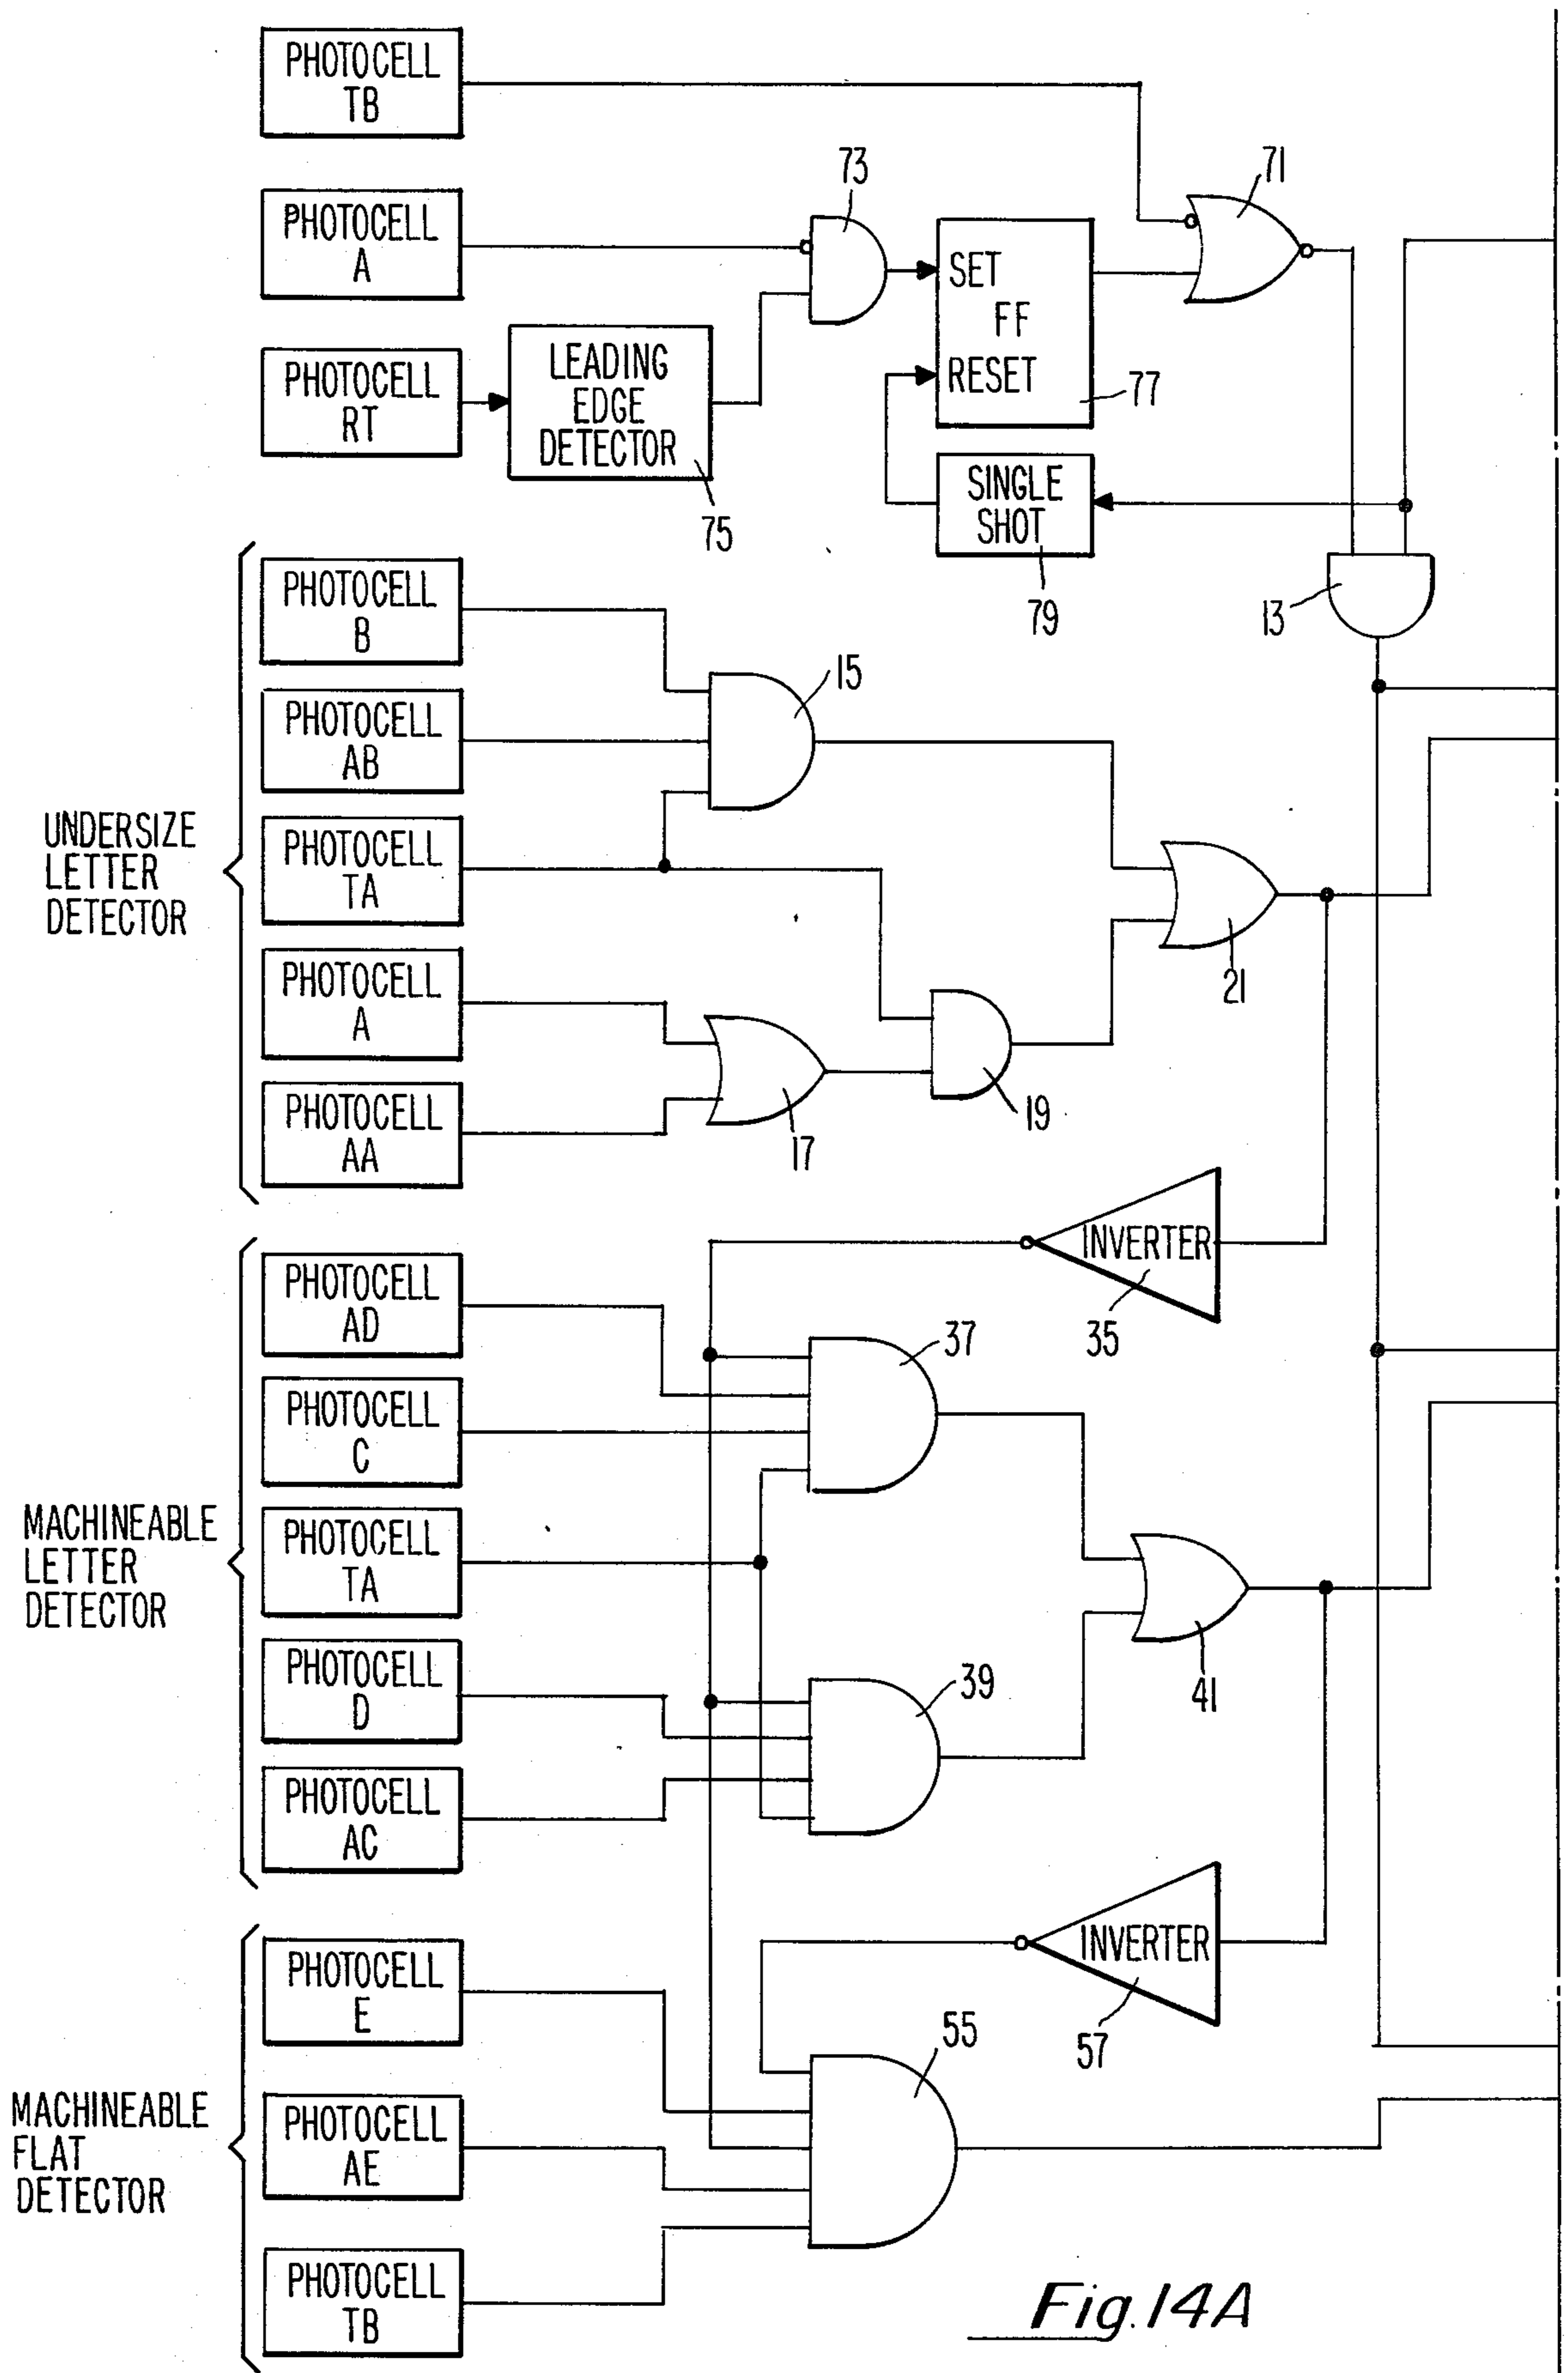 PHOTOCELL
TB
73
71
PHOTOCELL
A
SET
FF
RESET
77
PHOTOCELL
RT
LEADING
EDGE
DETECTOR
75
SINGLE
SHOT
79
13
UNDERSIZE
LETTER
DETECTOR
PHOTOCELL
B
15
PHOTOCELL
AB
PHOTOCELL
TA
21
PHOTOCELL
A
19
PHOTOCELL
AA
17
INVERTER
35
MACHINEABLE
LETTER
DETECTOR
PHOTOCELL
AD
37
PHOTOCELL
C
PHOTOCELL
TA
41
PHOTOCELL
D
39
PHOTOCELL
AC
INVERTER
57
MACHINEABLE
FLAT
DETECTOR
PHOTOCELL
E
55
PHOTOCELL
AE
PHOTOCELL
TB
Fig. 14A